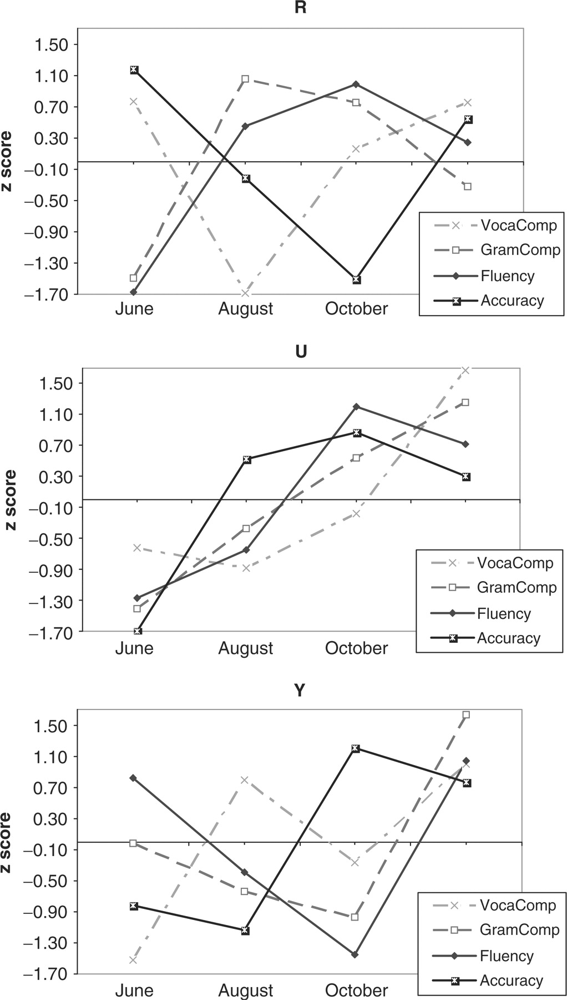 R
z score
1.50
1.10
0.70
0.30
−0.10
−0.50
−0.90
−1.30
−1.70
June August October
VocaComp
GramComp
Fluency
Accuracy
U
z score
1.50
1.10
0.70
0.30
−0.10
−0.50
−0.90
−1.30
−1.70
June August October
VocaComp
GramComp
Fluency
Accuracy
Y
z score
1.50
1.10
0.70
0.30
−0.10
−0.50
−0.90
−1.30
−1.70
June August October
VocaComp
GramComp
Fluency
Accuracy